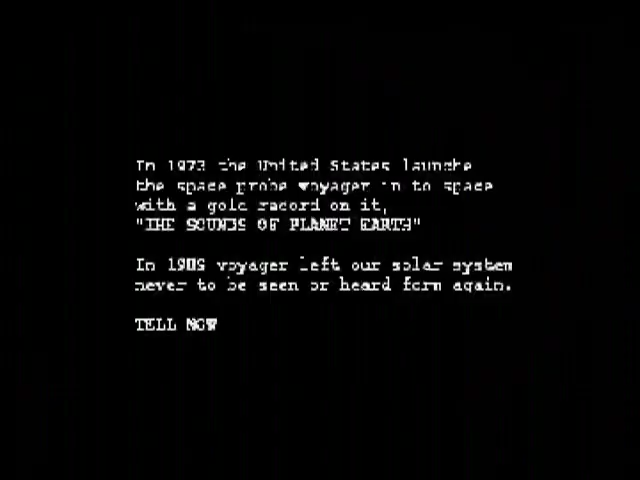 In 1973 the United States launche
the space probe voyager in to space
with a gold record on it,
"THE SOUNDS OF PLANET EARTH"
In 1989 voyager left our solar system
never to be seen or heard form again.
TELL NOW